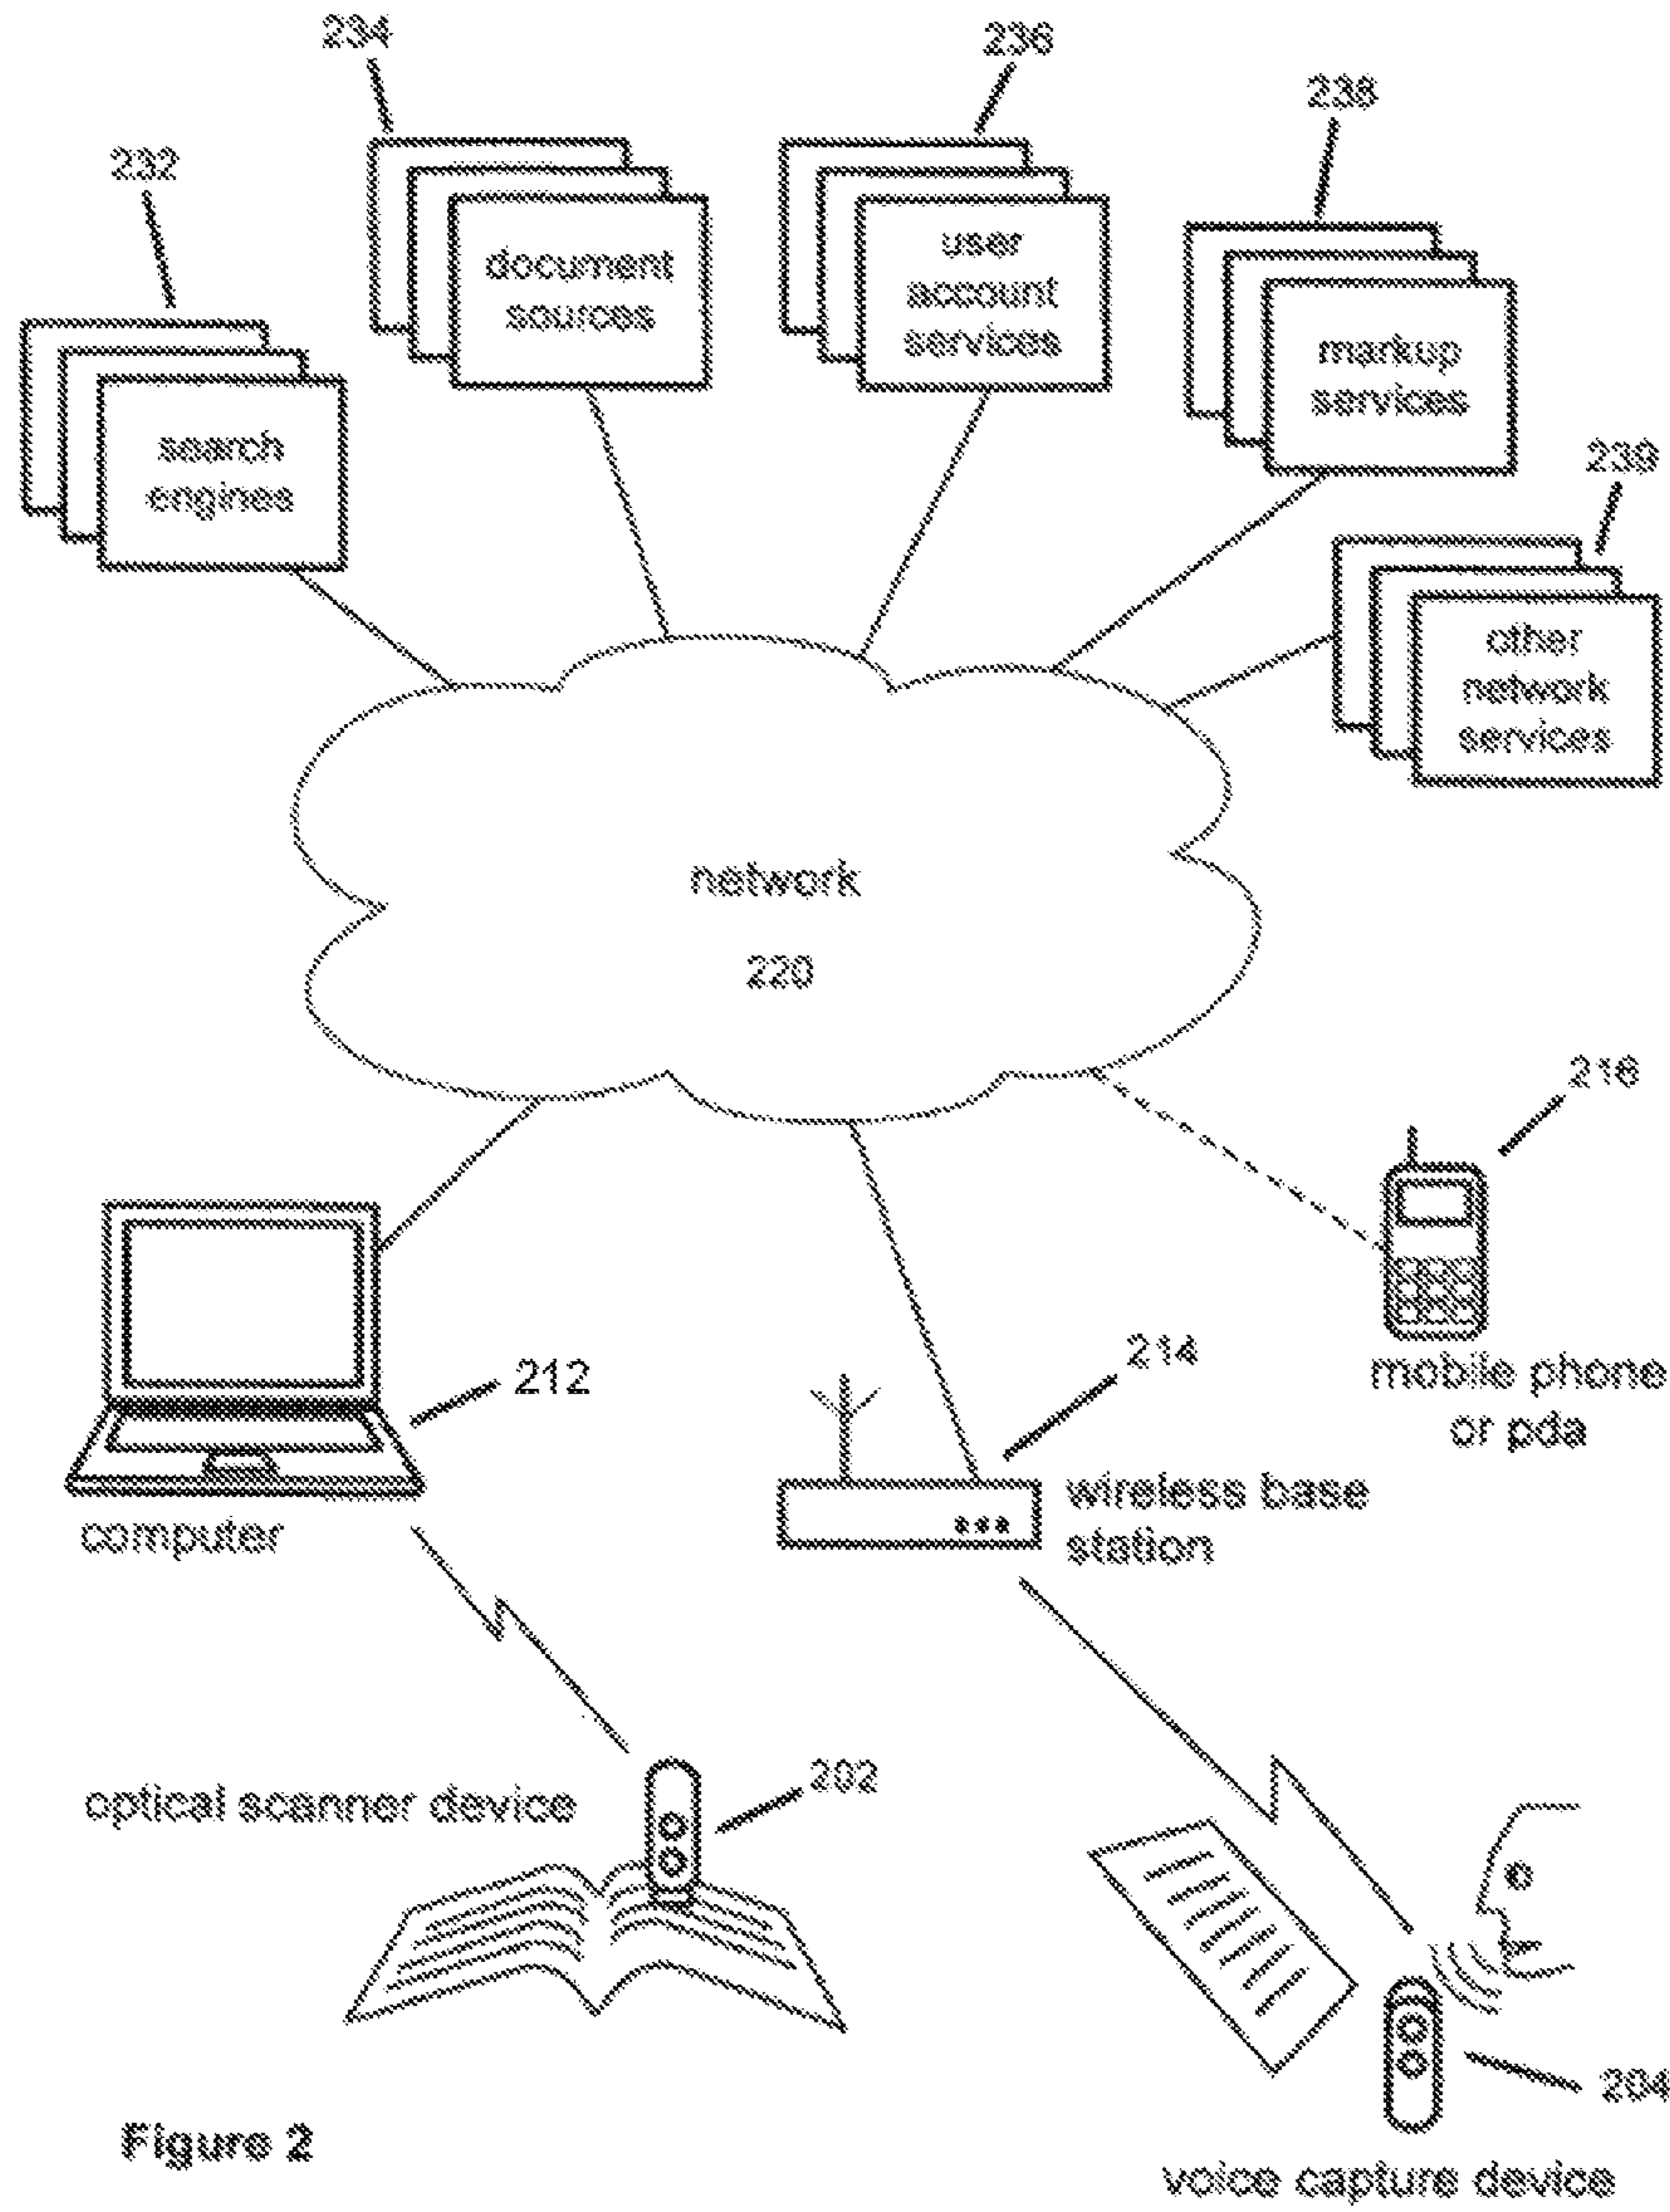 234
236
238
232
document
sources
user
account
services
markup
services
239
search
engines
other
network
services
network
220
216
mobile phone
or pda
212
214
computer
wireless base
station
optical scanner device
202
204
Figure 2
voice capture device